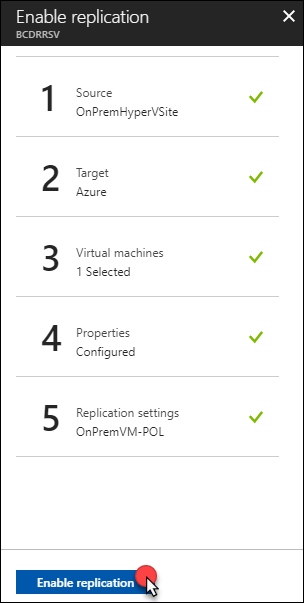 Enable replication
BCDRRSV
1
Source
OnPremHyperVSite
2
Target
Azure
3
Virtual machines
1 Selected
4
Properties
Configured
5
Replication settings
OnPremVM-POL
Enable replication